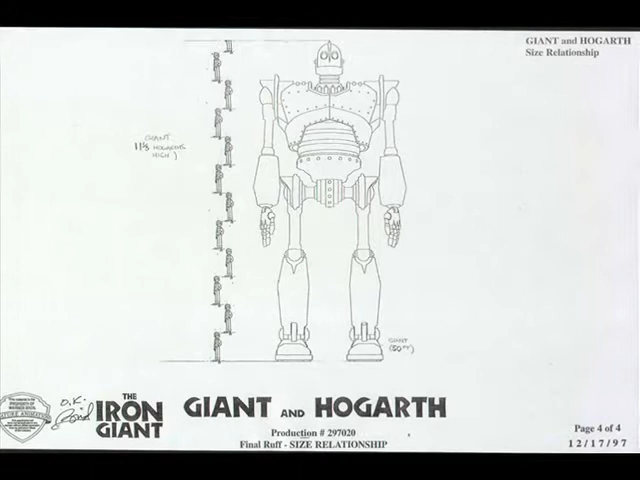 GIANT and HOGARTH
Size Relationship
GIANT
11⅓ HOGARTHS
HIGH )
GIANT
(50 FT)
O.K.
THE
IRON
GIANT
GIANT AND HOGARTH
Production # 297020
Final Ruff - SIZE RELATIONSHIP
Page 4 of 4
12/17/97